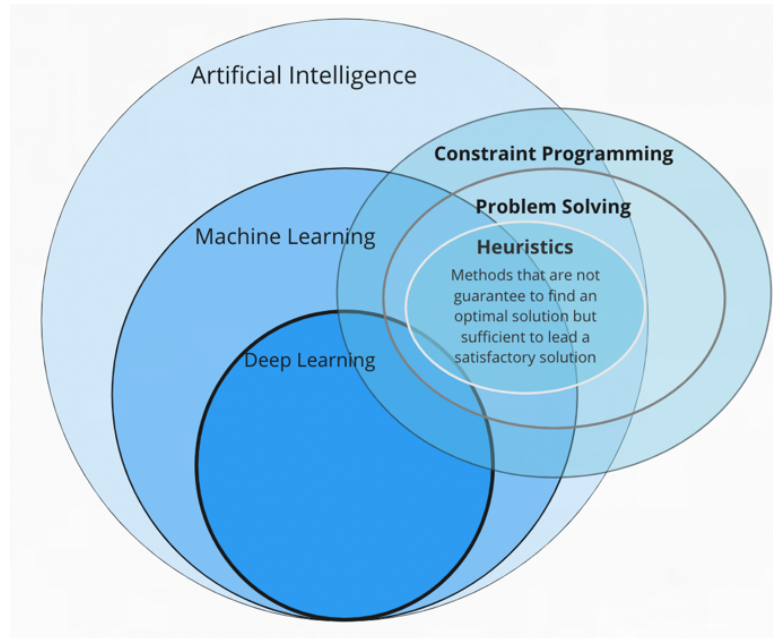 Artificial Intelligence
Constraint Programming
Problem Solving
Machine Learning
Heuristics
Methods that are not
guarantee to find an
optimal solution but
sufficient to lead a
satisfactory solution
Deep Learning